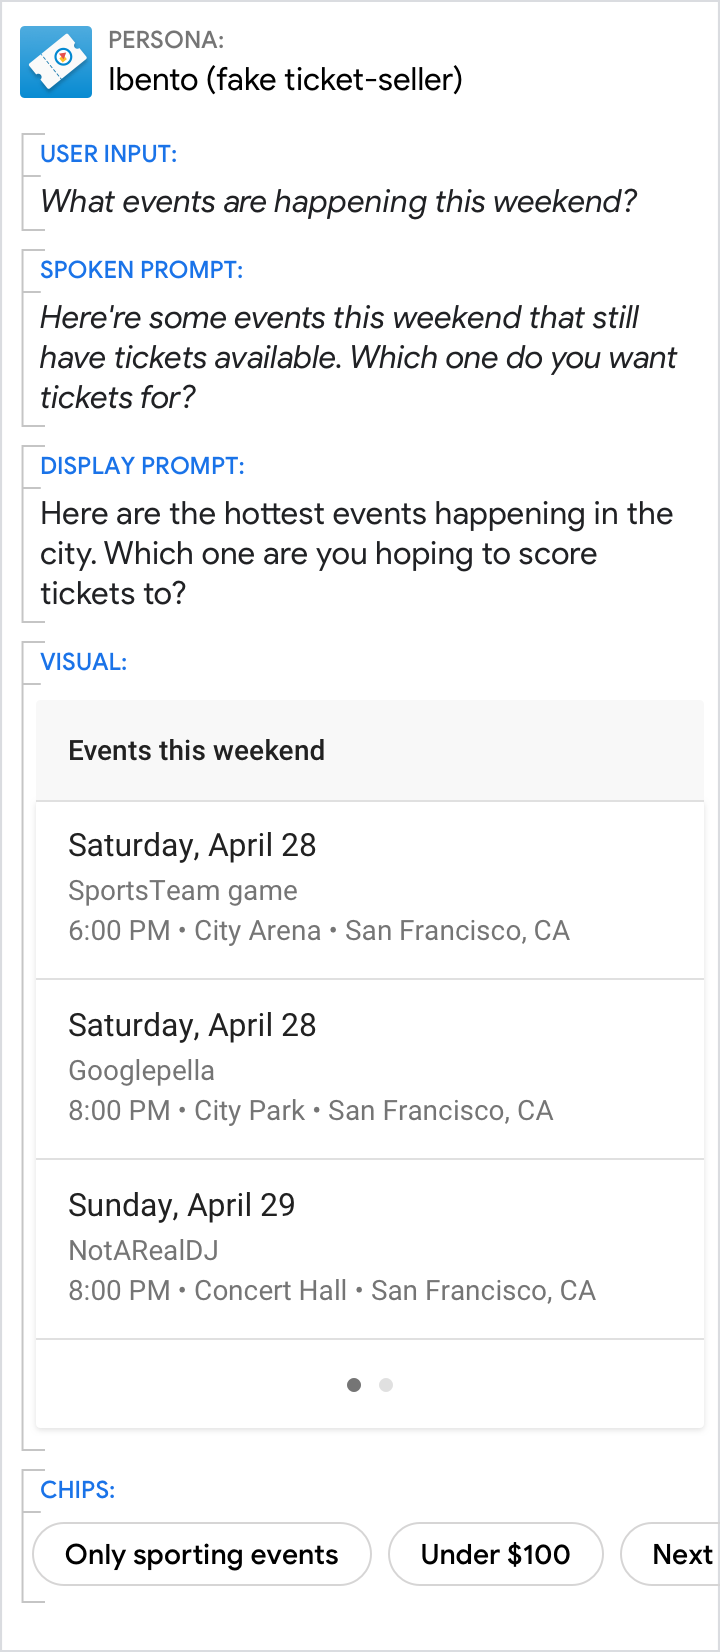 PERSONA:
Ibento (fake ticket-seller)
USER INPUT:
What events are happening this weekend?
SPOKEN PROMPT:
Here're some events this weekend that still
have tickets available. Which one do you want
tickets for?
DISPLAY PROMPT:
Here are the hottest events happening in the
city. Which one are you hoping to score
tickets to?
VISUAL:
Events this weekend
Saturday, April 28
SportsTeam game
6:00 PM • City Arena • San Francisco, CA
Saturday, April 28
Googlepella
8:00 PM • City Park • San Francisco, CA
Sunday, April 29
NotARealDJ
8:00 PM • Concert Hall • San Francisco, CA
CHIPS:
Only sporting events
Under $100
Next